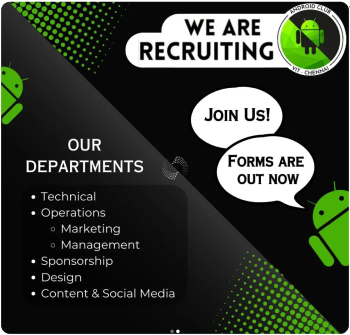 WE ARE
RECRUITING
ANDROID CLUB
VIT - CHENNAI
JOIN US!
FORMS ARE
OUT NOW
OUR
DEPARTMENTS
• Technical
• Operations
○ Marketing
○ Management
• Sponsorship
• Design
• Content & Social Media